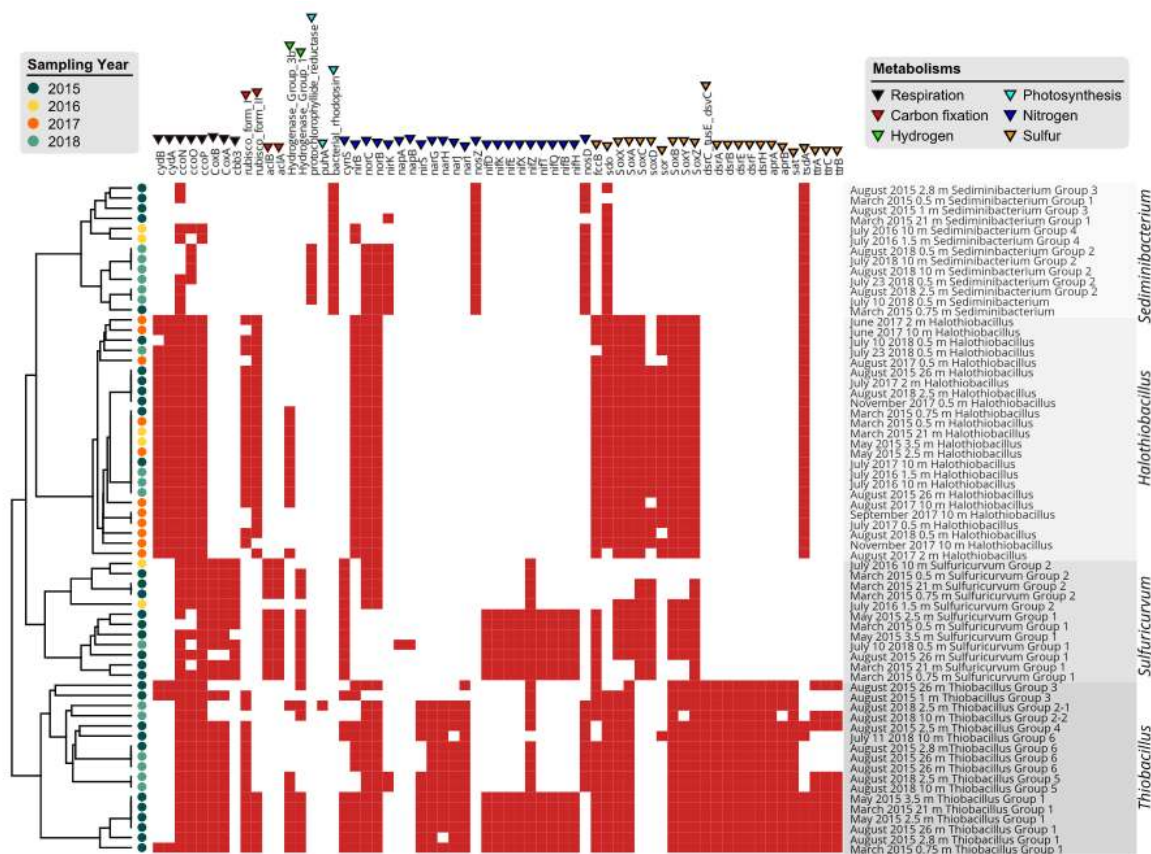 Sampling Year
2015
2016
2017
2018
Metabolisms
Respiration
Carbon fixation
Hydrogen
Photosynthesis
Nitrogen
Sulfur
cydB
cydA
ccoN
ccoO
ccoP
CoxB
CoxA
cbb3
rubisco_form_I
rubisco_form_II
aclB
aclA
Hydrogenase_Group_3b
Hydrogenase_Group_1
protochlorophyllide_reductase
puhA
bacterial_rhodopsin
cynS
nirB
norC
norB
nirK
napA
napB
nirS
narG
narH
narJ
narI
nosZ
nifD
nifE
nifK
nifZ
nifT
nifQ
nifB
nifH
nosD
fccB
sdo
SoxX
SoxA
SoxC
soxD
sor
SoxB
SoxY
SoxZ
dsrC_tusE_dsvC
dsrA
dsrB
dsrE
dsrF
dsrH
aprA
aprB
sat
tsdA
ttrA
ttrC
ttrB
August 2015 2.8 m Sediminibacterium Group 3
March 2015 0.5 m Sediminibacterium Group 1
August 2015 1 m Sediminibacterium Group 3
March 2015 21 m Sediminibacterium Group 1
July 2016 10 m Sediminibacterium Group 4
July 2016 1.5 m Sediminibacterium Group 4
August 2018 0.5 m Sediminibacterium Group 2
July 2018 10 m Sediminibacterium Group 2
August 2018 10 m Sediminibacterium Group 2
July 23 2018 0.5 m Sediminibacterium Group 2
August 2018 2.5 m Sediminibacterium Group 2
July 10 2018 0.5 m Sediminibacterium
March 2015 0.75 m Sediminibacterium
June 2017 2 m Halothiobacillus
June 2017 10 m Halothiobacillus
July 10 2018 0.5 m Halothiobacillus
July 23 2018 0.5 m Halothiobacillus
August 2017 0.5 m Halothiobacillus
August 2015 26 m Halothiobacillus
July 2017 2 m Halothiobacillus
August 2018 2.5 m Halothiobacillus
November 2017 0.5 m Halothiobacillus
March 2015 0.75 m Halothiobacillus
March 2015 0.5 m Halothiobacillus
March 2015 21 m Halothiobacillus
May 2015 3.5 m Halothiobacillus
May 2015 2.5 m Halothiobacillus
July 2017 10 m Halothiobacillus
July 2016 1.5 m Halothiobacillus
July 2016 10 m Halothiobacillus
August 2015 26 m Halothiobacillus
August 2017 10 m Halothiobacillus
September 2017 10 m Halothiobacillus
July 2017 0.5 m Halothiobacillus
August 2018 0.5 m Halothiobacillus
November 2017 10 m Halothiobacillus
August 2017 2 m Halothiobacillus
July 2016 10 m Sulfuricurvum Group 2
March 2015 0.5 m Sulfuricurvum Group 2
March 2015 21 m Sulfuricurvum Group 2
March 2015 0.75 m Sulfuricurvum Group 2
July 2016 1.5 m Sulfuricurvum Group 2
May 2015 2.5 m Sulfuricurvum Group 1
March 2015 0.5 m Sulfuricurvum Group 1
May 2015 3.5 m Sulfuricurvum Group 1
July 10 2018 0.5 m Sulfuricurvum Group 1
August 2015 26 m Sulfuricurvum Group 1
March 2015 21 m Sulfuricurvum Group 1
March 2015 0.75 m Sulfuricurvum Group 1
August 2015 26 m Thiobacillus Group 3
August 2015 1 m Thiobacillus Group 3
August 2018 2.5 m Thiobacillus Group 2-1
August 2018 10 m Thiobacillus Group 2-2
August 2015 2.5 m Thiobacillus Group 4
July 11 2018 10 m Thiobacillus Group 6
August 2015 2.8 m Thiobacillus Group 6
August 2015 26 m Thiobacillus Group 6
August 2015 26 m Thiobacillus Group 6
August 2018 2.5 m Thiobacillus Group 5
August 2018 10 m Thiobacillus Group 5
May 2015 3.5 m Thiobacillus Group 1
March 2015 21 m Thiobacillus Group 1
May 2015 2.5 m Thiobacillus Group 1
August 2015 26 m Thiobacillus Group 1
August 2015 2.8 m Thiobacillus Group 1
March 2015 0.75 m Thiobacillus Group 1
Sediminibacterium
Halothiobacillus
Sulfuricurvum
Thiobacillus